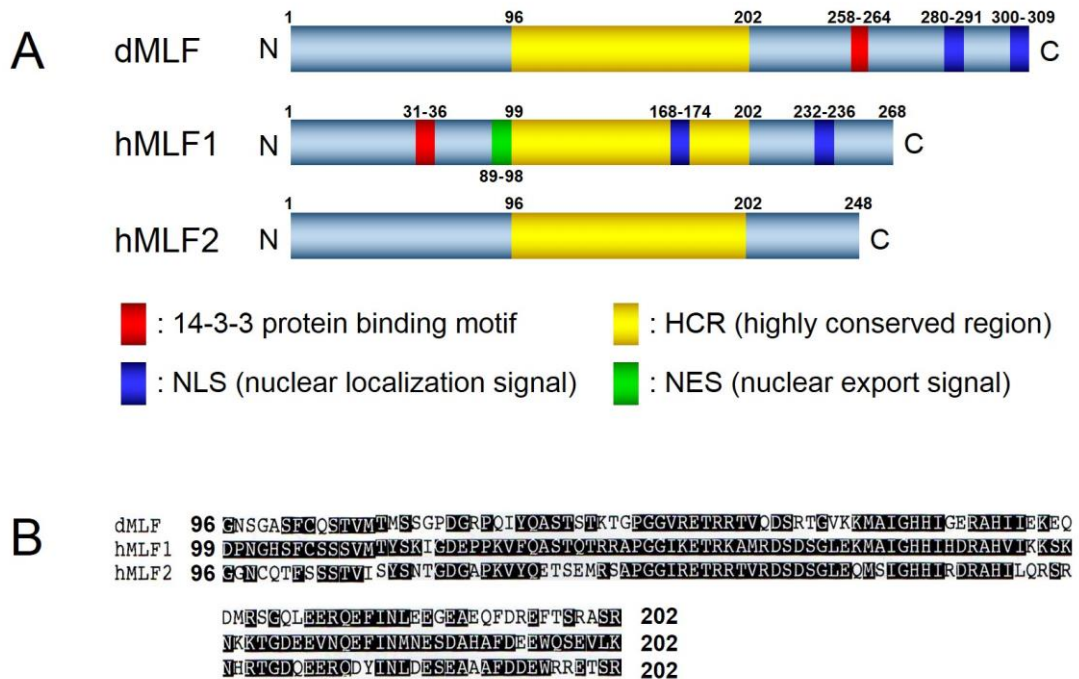 A
1 96 202 258-264 280-291 300-309
dMLF N C
1 31-36 99 168-174 202 232-236 268
hMLF1 N C
89-98
1 96 202 248
hMLF2 N C
: 14-3-3 protein binding motif : HCR (highly conserved region)
: NLS (nuclear localization signal) : NES (nuclear export signal)
B
dMLF 96 GNSGASFCQSTVMTMSSGPDGRPQIYQASTSTKTGPGGVRETRRTVQDSRTGVKKMAIGHHIGERAHIIEKEQ
hMLF1 99 DPNGHSFCSSSVMTYSKIGDEPPKVFQASTQTRRAPGGIKETRKAMRDSDSGLEKMAIGHHIHDRAHVIKKSK
hMLF2 96 GGNCQTFSSSTVISYSNTGDGAPKVYQETSEMRSAPGGIRETRRTVRDSDSGLEQMSIGHHIRDRAHILQRSR
DMRSGQLEERQEFINLEEGEAEQFDREFTSRASR 202
NKKTGDEEVNQEFINMNESDAHAFDEEWQSEVLK 202
NHRTGDQEERQDYINLDESEAAAFDDEWRRETSR 202